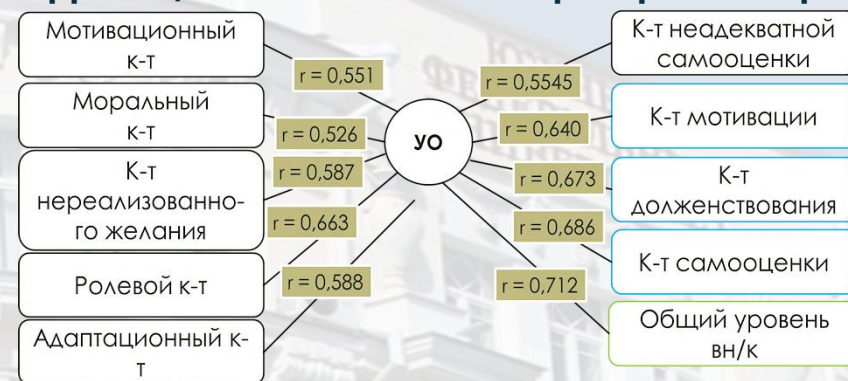 Мотивационный
к-т
Моральный
к-т
К-т
нереализованно-
го желания
Ролевой к-т
Адаптационный к-
т
r = 0,551
r = 0,526
r = 0,587
r = 0,663
r = 0,588
УО
r = 0,5545
r = 0,640
r = 0,673
r = 0,686
r = 0,712
К-т неадекватной
самооценки
К-т мотивации
К-т
долженствования
К-т самооценки
Общий уровень
вн/к